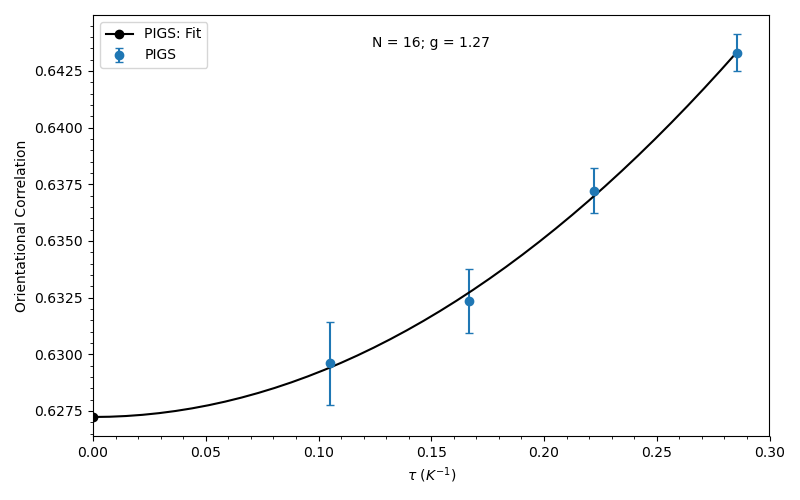 PIGS: Fit
PIGS
N = 16; g = 1.27
Orientational Correlation
0.6425
0.6400
0.6375
0.6350
0.6325
0.6300
0.6275
0.00 0.05 0.10 0.15 0.20 0.25 0.30
τ (K⁻¹)